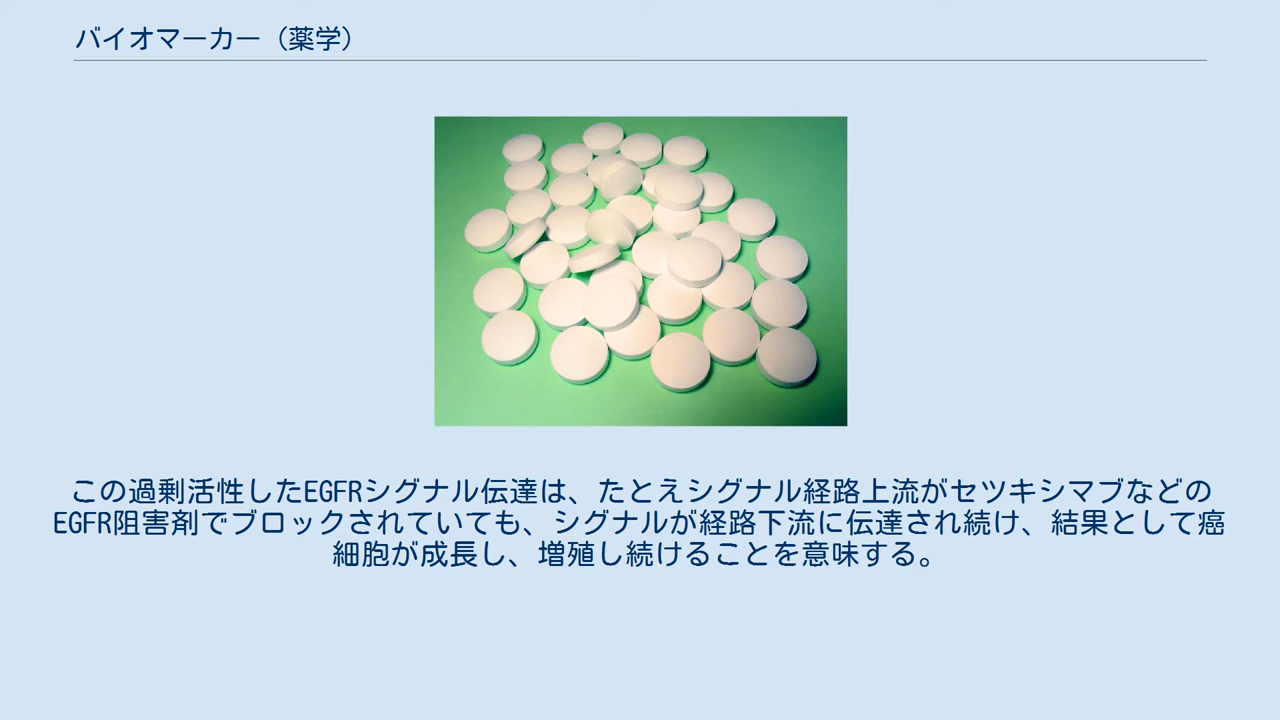 バイオマーカー（薬学）
この過剰活性したEGFRシグナル伝達は、たとえシグナル経路上流がセツキシマブなどの
EGFR阻害剤でブロックされていても、シグナルが経路下流に伝達され続け、結果として癌
細胞が成長し、増殖し続けることを意味する。